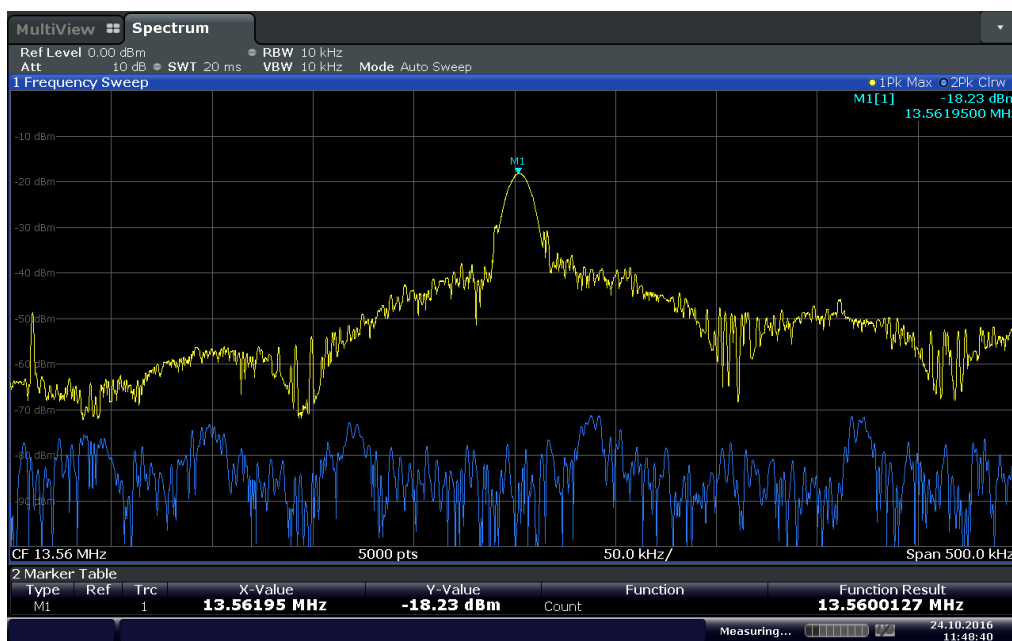 MultiView Spectrum
Ref Level 0.00 dBm RBW 10 kHz
Att 10 dB SWT 20 ms VBW 10 kHz Mode Auto Sweep
1 Frequency Sweep 1Pk Max 2Pk Clrw
M1[1] -18.23 dBm
13.5619500 MHz
-10 dBm
M1
-20 dBm
-30 dBm
-40 dBm
-50 dBm
-60 dBm
-70 dBm
-80 dBm
-90 dBm
CF 13.56 MHz 5000 pts 50.0 kHz/ Span 500.0 kHz
2 Marker Table
Type Ref Trc X-Value Y-Value Function Function Result
M1 1 13.56195 MHz -18.23 dBm Count 13.5600127 MHz
Measuring... 24.10.2016
11:48:40